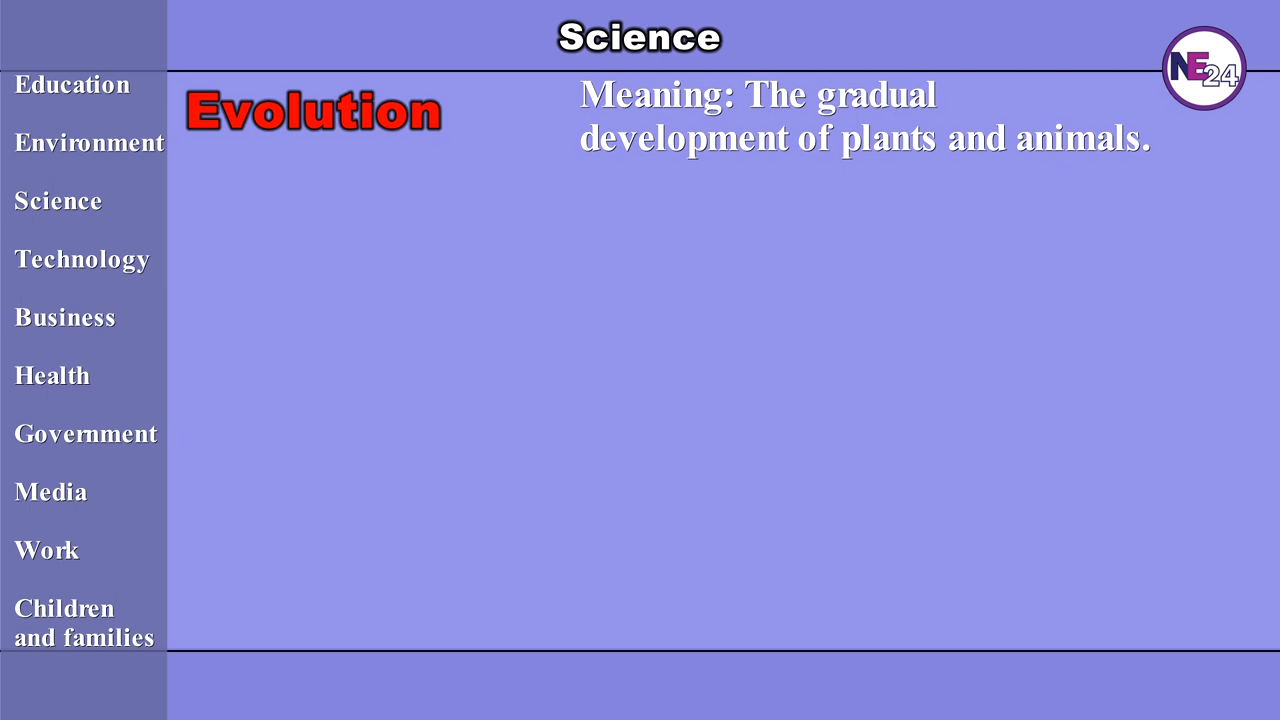 Science
NE24
Education
Environment
Science
Technology
Business
Health
Government
Media
Work
Children
and families
Evolution
Meaning: The gradual
development of plants and animals.